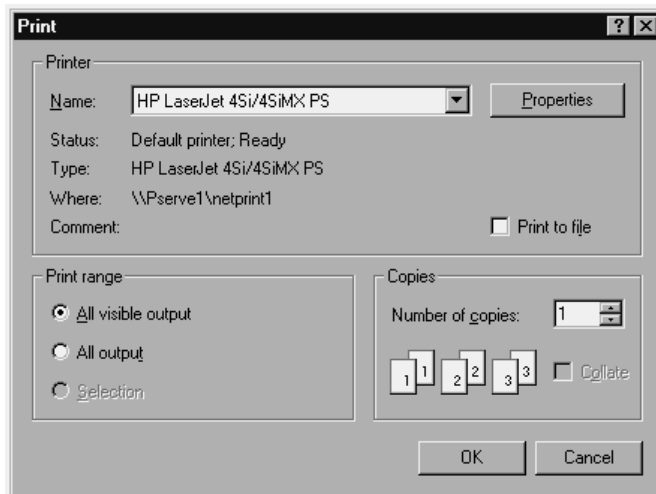 Print
Printer
Name: HP LaserJet 4Si/4SiMX PS Properties
Status: Default printer; Ready
Type: HP LaserJet 4Si/4SiMX PS
Where: \\Pserve1\netprint1
Comment: Print to file
Print range
All visible output
All output
Selection
Copies
Number of copies: 1
1 1 2 2 3 3 Collate
OK Cancel